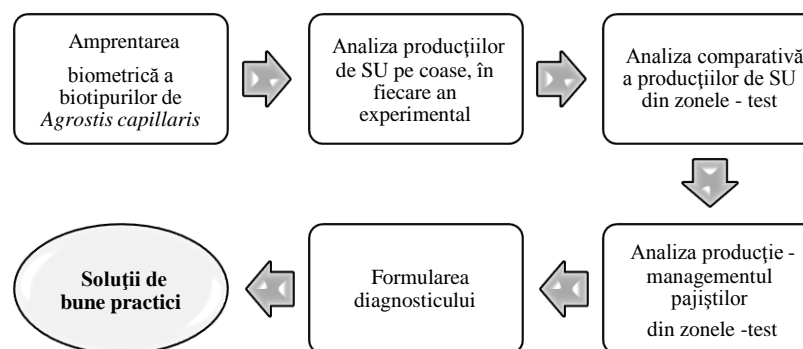 Amprentarea
biometrică a
biotipurilor de
Agrostis capillaris
Analiza producţiilor
de SU pe coase, în
fiecare an
experimental
Analiza comparativă
a producţiilor de SU
din zonele - test
Analiza producţie -
managementul
pajiştilor
din zonele -test
Formularea
diagnosticului
Soluţii de
bune practici